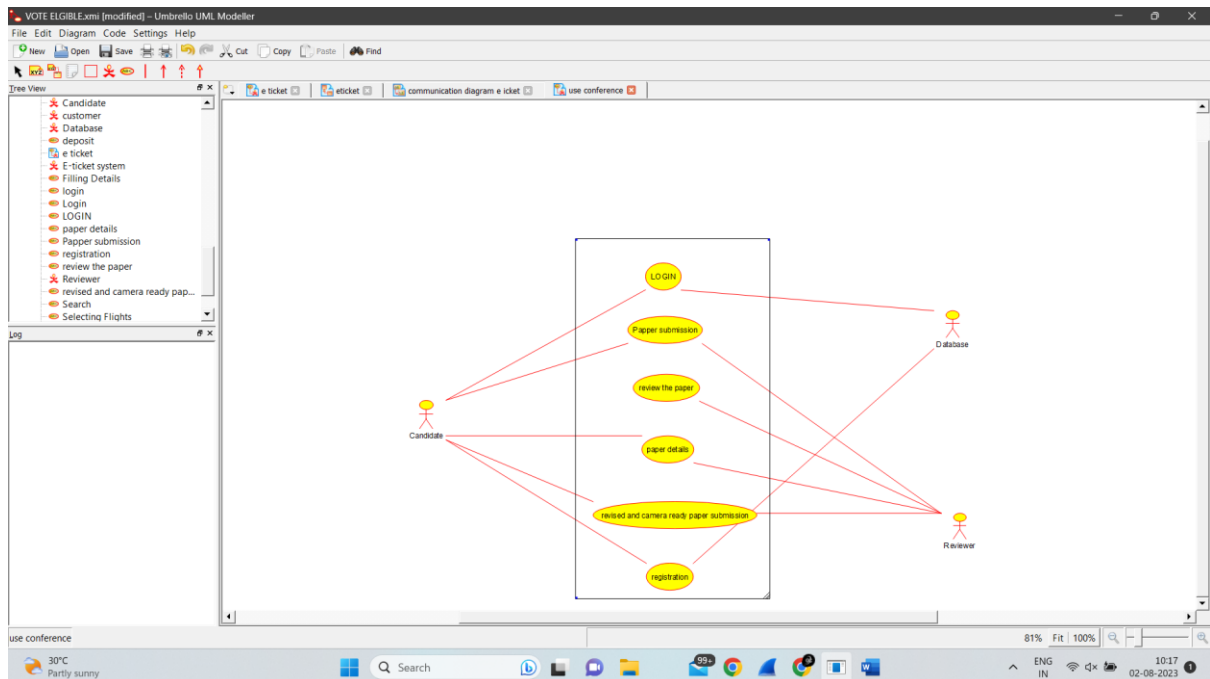 VOTE ELGIBLE.xmi [modified] – Umbrello UML Modeller
File Edit Diagram Code Settings Help
New Open Save Cut Copy Paste Find
XYZ
Tree View
e ticket eticket communication diagram e icket use conference
Candidate
customer
Database
deposit
e ticket
E-ticket system
Filling Details
login
Login
LOGIN
paper details
Papper submission
registration
review the paper
Reviewer
revised and camera ready pap...
Search
Selecting Flights
Log
LOGIN
Papper submission
Database
review the paper
Candidate
paper details
revised and camera ready paper submission
Reviewer
registration
use conference
81% Fit 100%
30°C
Partly sunny
Search
99+
ENG
IN
10:17
02-08-2023
1